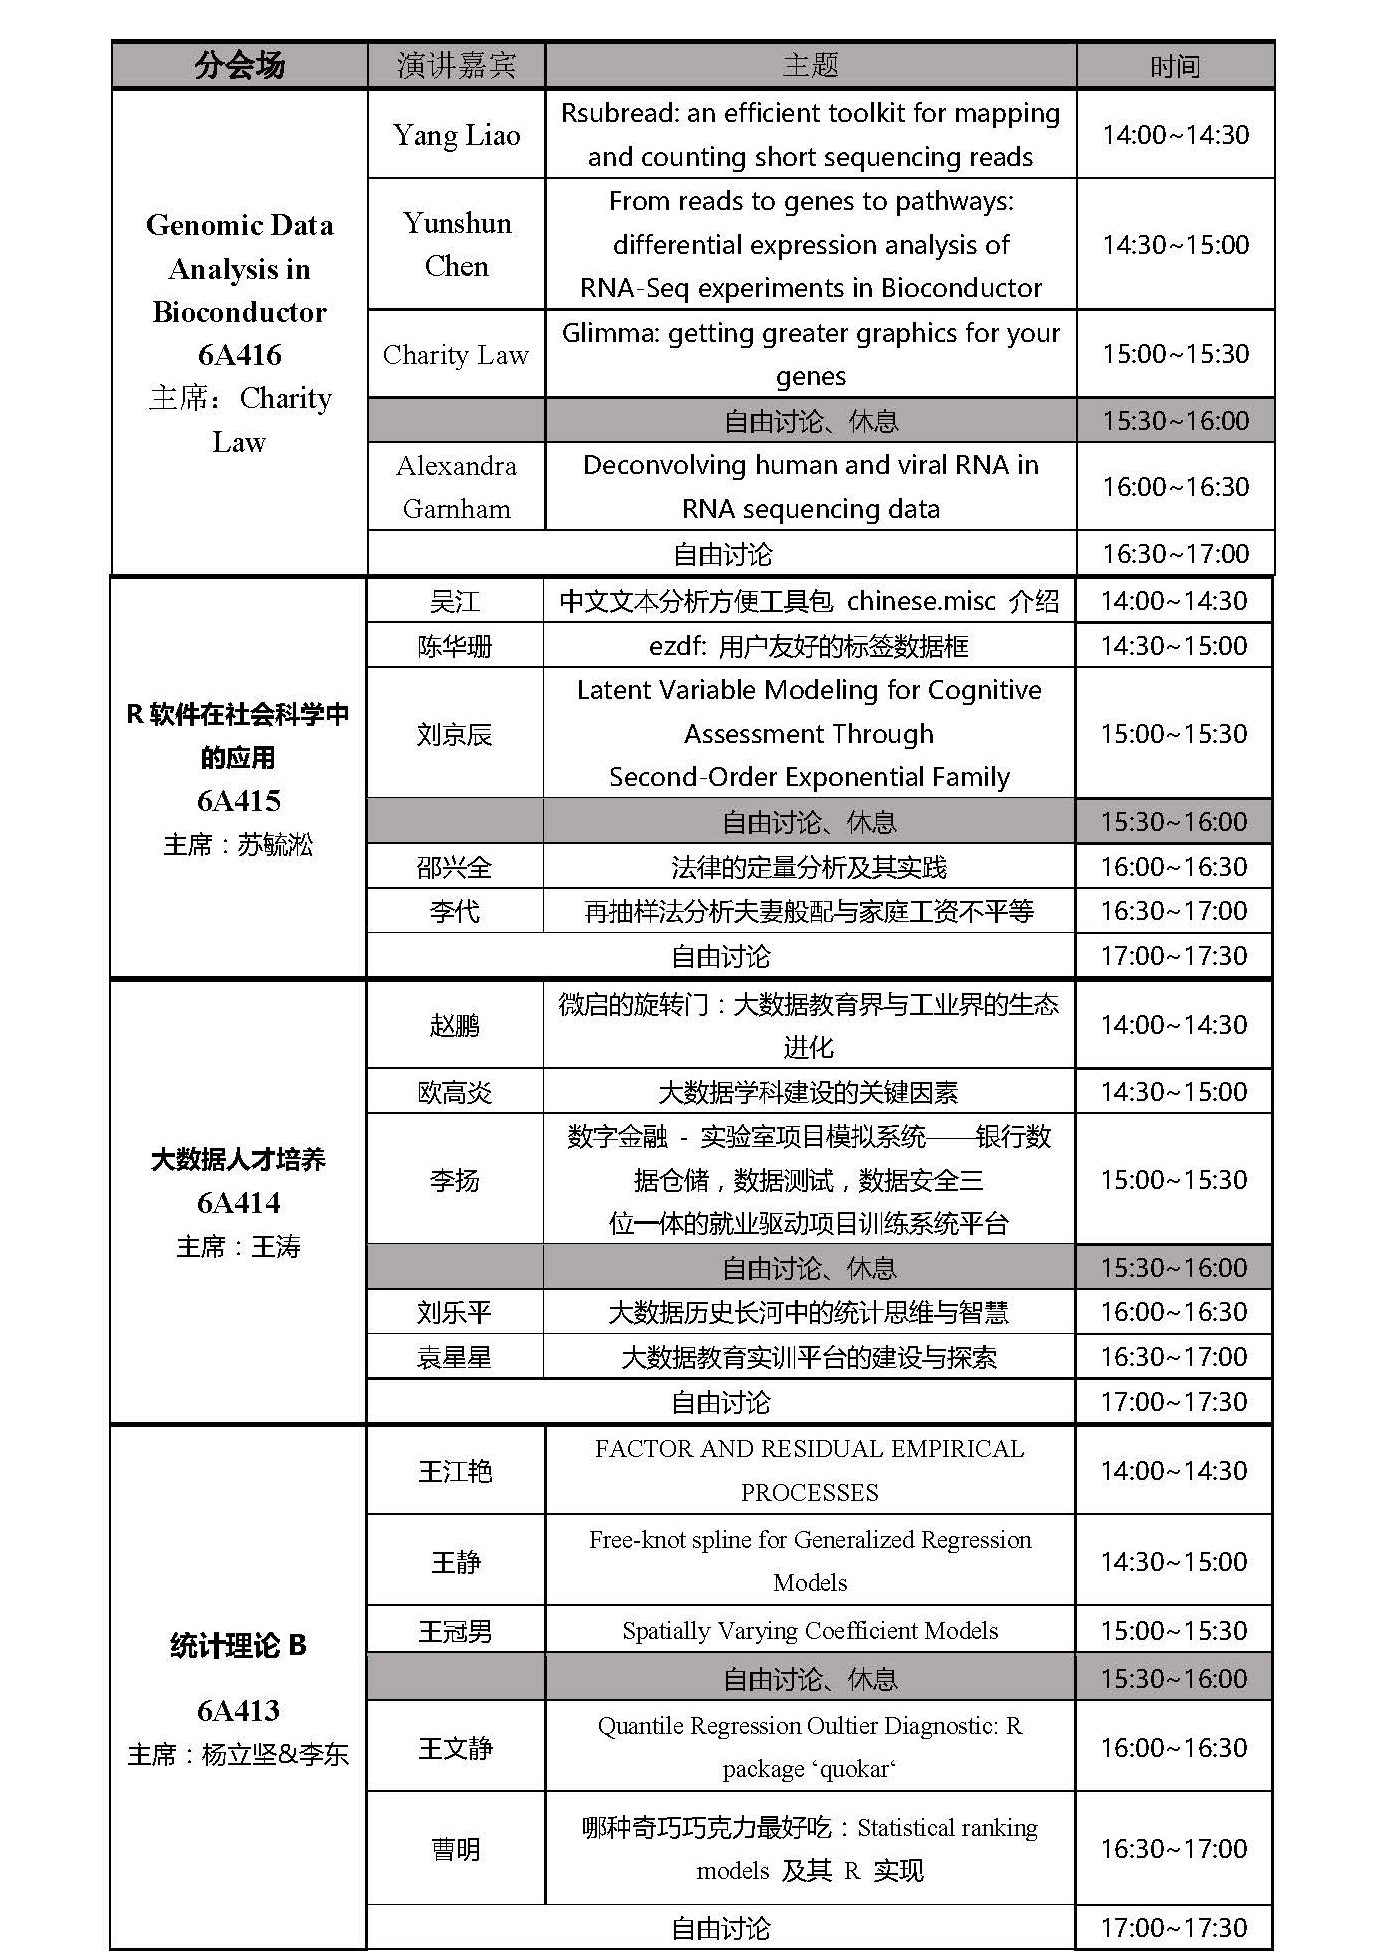 分会场 演讲嘉宾 主题 时间
Genomic Data
Analysis in
Bioconductor
6A416
主席：Charity
Law
Yang Liao
Rsubread: an efficient toolkit for mapping
and counting short sequencing reads
14:00~14:30
Yunshun
Chen
From reads to genes to pathways:
differential expression analysis of
RNA-Seq experiments in Bioconductor
14:30~15:00
Charity Law
Glimma: getting greater graphics for your
genes
15:00~15:30
自由讨论、休息 15:30~16:00
Alexandra
Garnham
Deconvolving human and viral RNA in
RNA sequencing data
16:00~16:30
自由讨论 16:30~17:00
R 软件在社会科学中
的应用
6A415
主席：苏毓淞
吴江 中文文本分析方便工具包 chinese.misc 介绍 14:00~14:30
陈华珊 ezdf: 用户友好的标签数据框 14:30~15:00
刘京辰
Latent Variable Modeling for Cognitive
Assessment Through
Second-Order Exponential Family
15:00~15:30
自由讨论、休息 15:30~16:00
邵兴全 法律的定量分析及其实践 16:00~16:30
李代 再抽样法分析夫妻般配与家庭工资不平等 16:30~17:00
自由讨论 17:00~17:30
大数据人才培养
6A414
主席：王涛
赵鹏
微启的旋转门：大数据教育界与工业界的生态
进化
14:00~14:30
欧高炎 大数据学科建设的关键因素 14:30~15:00
李扬
数字金融 - 实验室项目模拟系统——银行数
据仓储，数据测试，数据安全三
位一体的就业驱动项目训练系统平台
15:00~15:30
自由讨论、休息 15:30~16:00
刘乐平 大数据历史长河中的统计思维与智慧 16:00~16:30
袁星星 大数据教育实训平台的建设与探索 16:30~17:00
自由讨论 17:00~17:30
统计理论 B
6A413
主席：杨立坚&李东
王江艳
FACTOR AND RESIDUAL EMPIRICAL
PROCESSES
14:00~14:30
王静
Free-knot spline for Generalized Regression
Models
14:30~15:00
王冠男 Spatially Varying Coefficient Models 15:00~15:30
自由讨论、休息 15:30~16:00
王文静
Quantile Regression Oultier Diagnostic: R
package ‘quokar‘
16:00~16:30
曹明
哪种奇巧巧克力最好吃：Statistical ranking
models 及其 R 实现
16:30~17:00
自由讨论 17:00~17:30